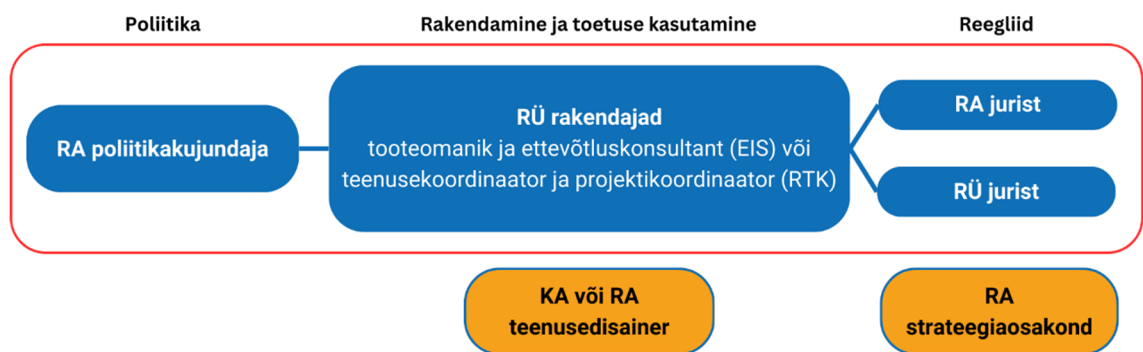 Poliitika
Rakendamine ja toetuse kasutamine
Reegliid
RA poliitikakujundaja
RÜ rakendajad
tooteomanik ja ettevõtluskonsultant (EIS) või
teenusekoordinaator ja projektikoordinaator (RTK)
RA jurist
RÜ jurist
KA või RA
teenusedisainer
RA
strateegiaosakond